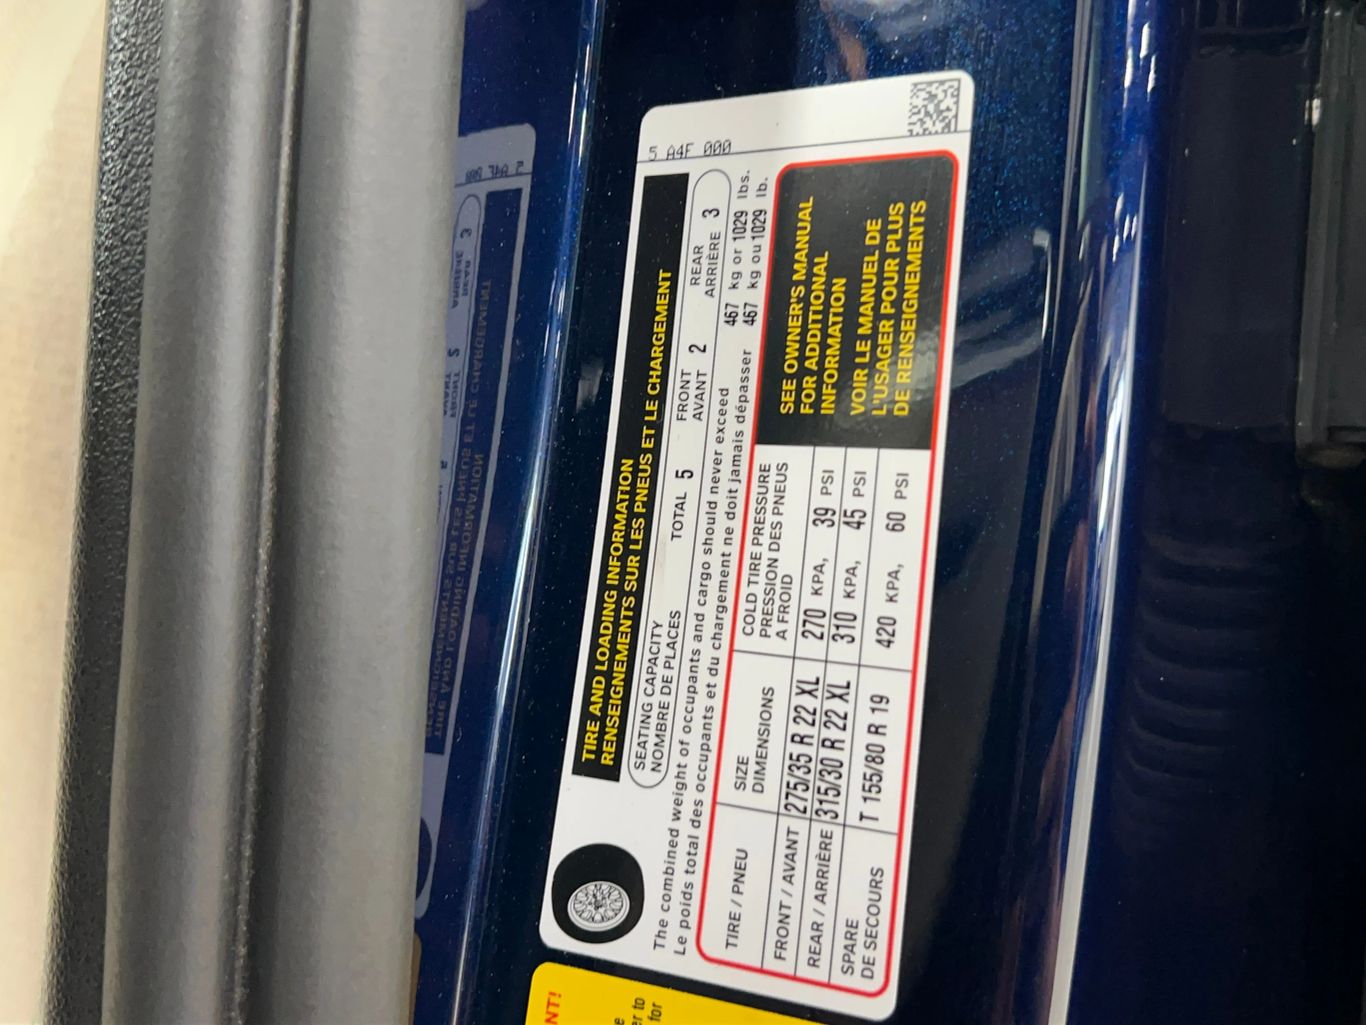 5 A4F 000
TIRE AND LOADING INFORMATION
RENSEIGNEMENTS SUR LES PNEUS ET LE CHARGEMENT
SEATING CAPACITY
NOMBRE DE PLACES
TOTAL 5
FRONT
AVANT 2
REAR
ARRIÈRE 3
The combined weight of occupants and cargo should never exceed 467 kg or 1029 lbs.
Le poids total des occupants et du chargement ne doit jamais dépasser 467 kg ou 1029 lb.
TIRE / PNEU
SIZE
DIMENSIONS
COLD TIRE PRESSURE
PRESSION DES PNEUS
A FROID
FRONT / AVANT 275/35 R 22 XL 270 KPA, 39 PSI
REAR / ARRIÈRE 315/30 R 22 XL 310 KPA, 45 PSI
SPARE
DE SECOURS T 155/80 R 19 420 KPA, 60 PSI
SEE OWNER'S MANUAL
FOR ADDITIONAL
INFORMATION
VOIR LE MANUEL DE
L'USAGER POUR PLUS
DE RENSEIGNEMENTS
NT!
er to
for